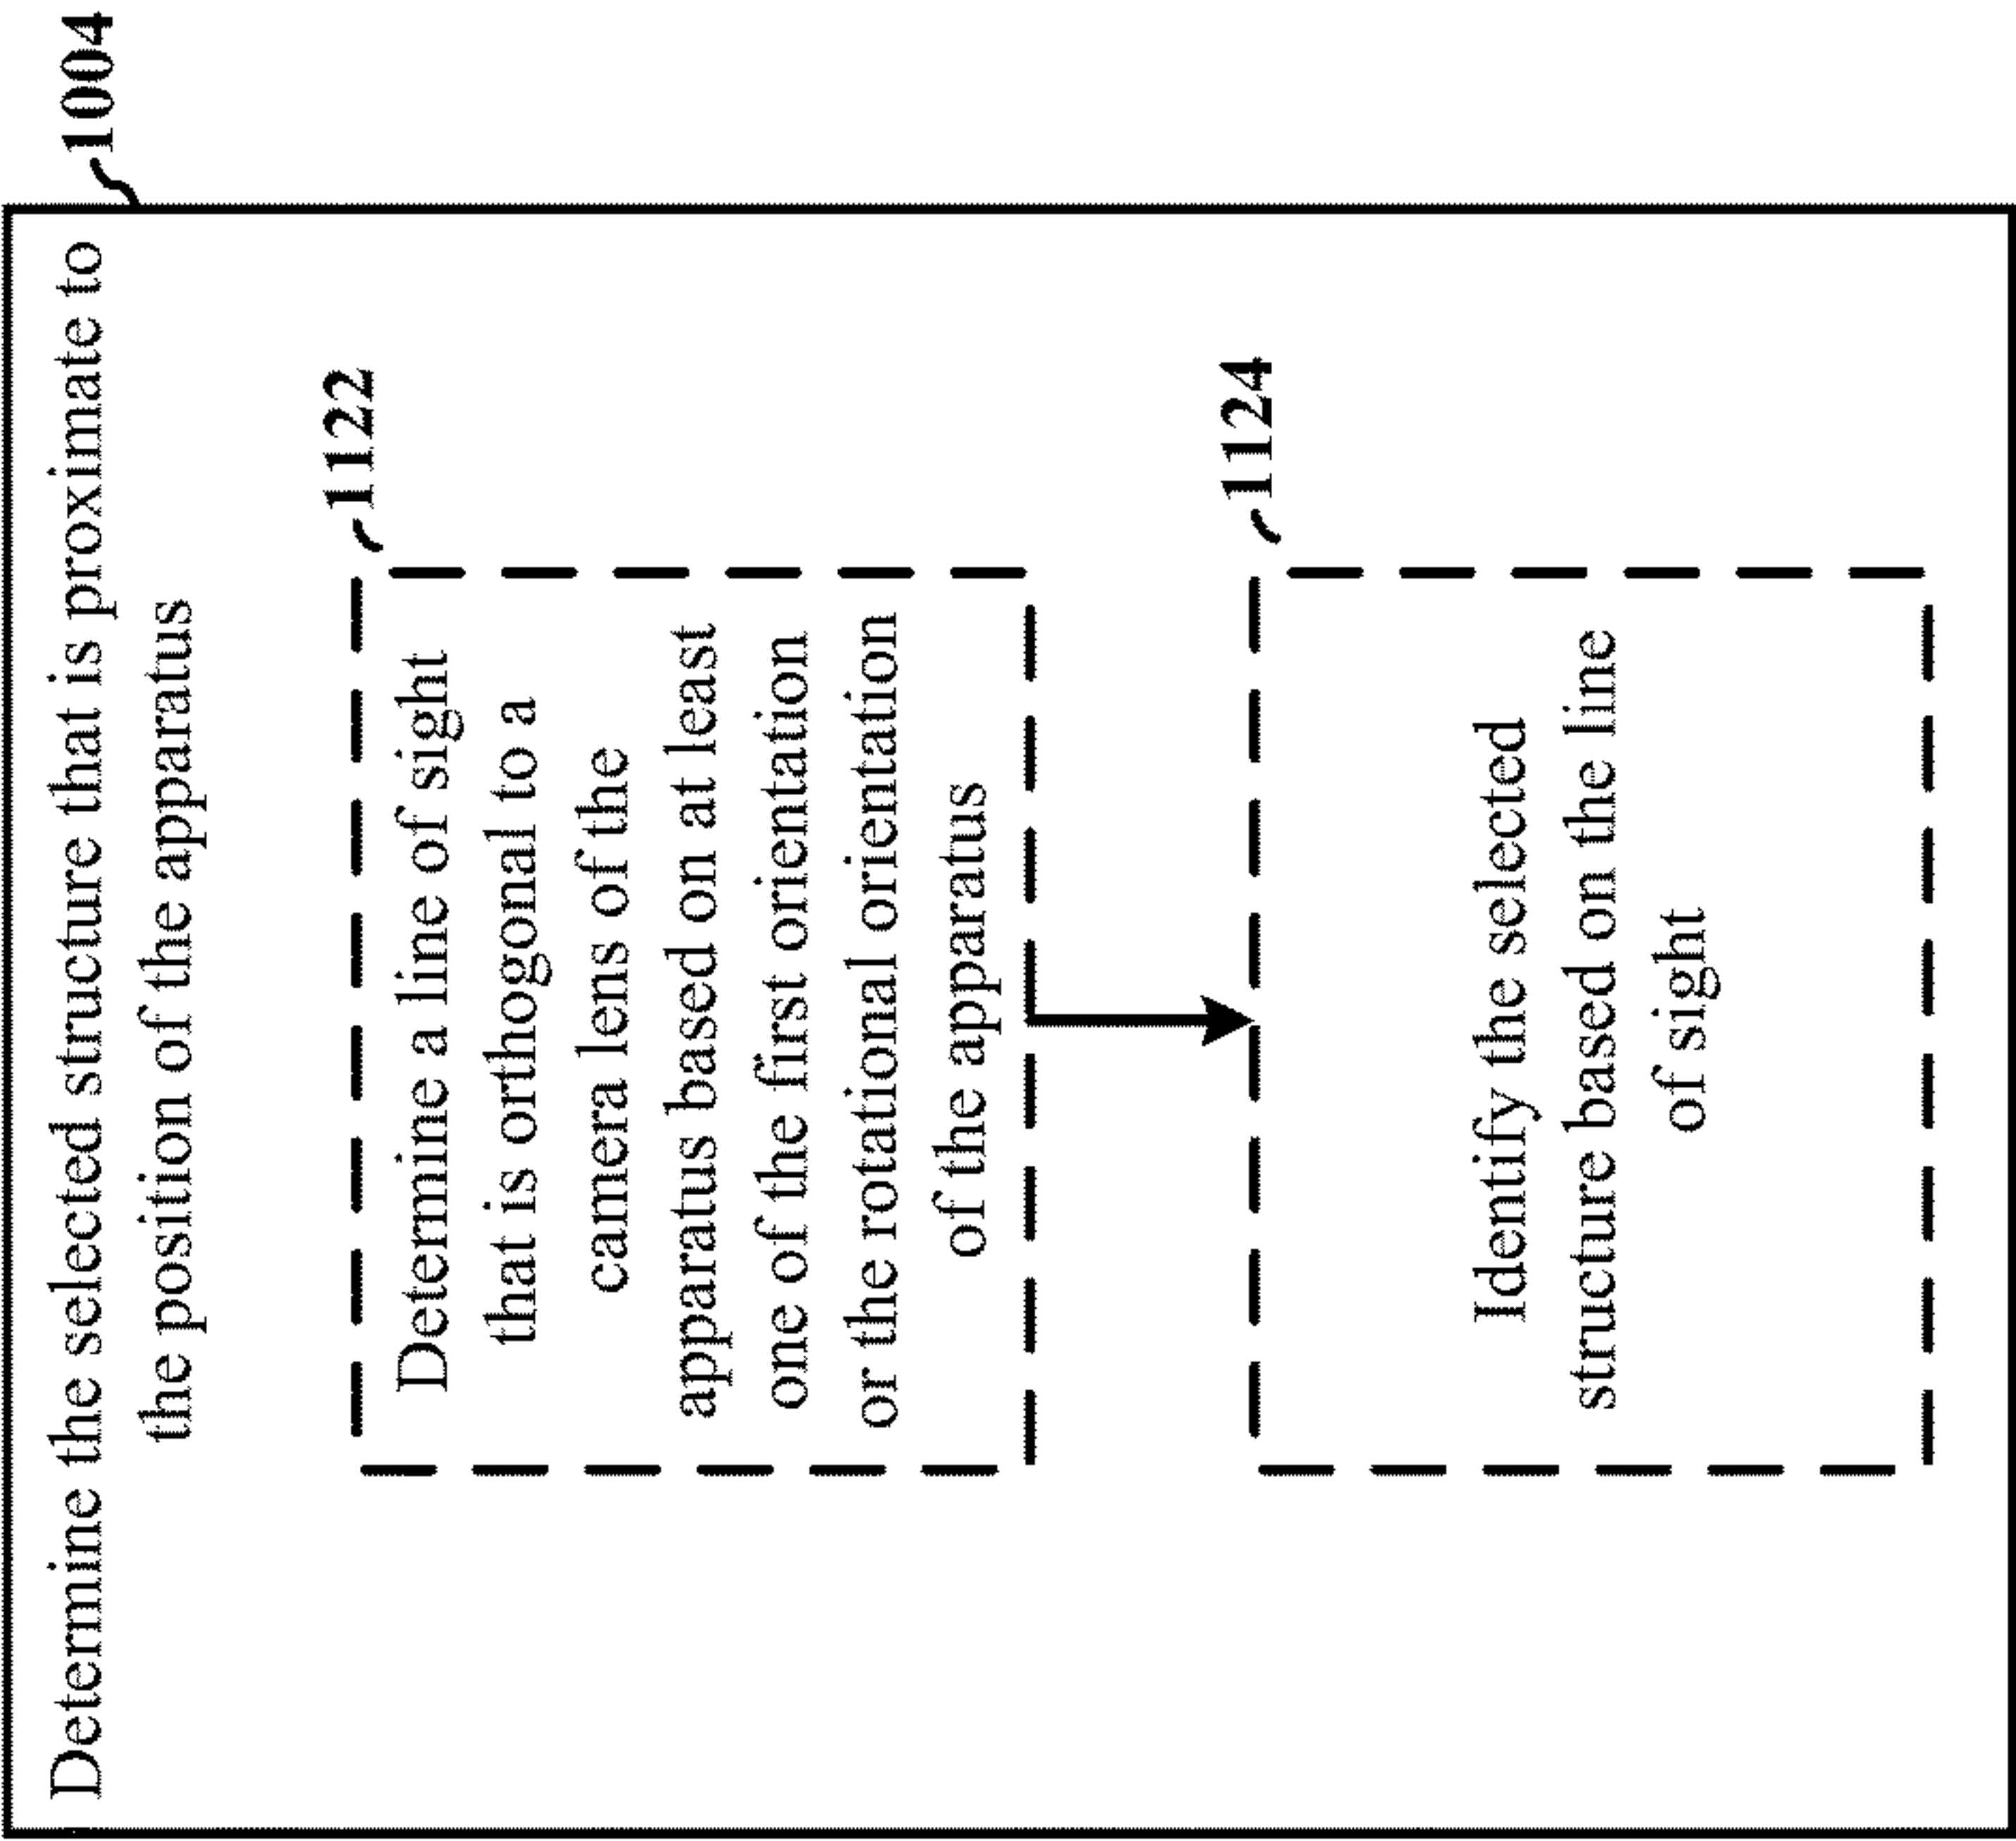 1004
Determine the selected structure that is proximate to
the position of the apparatus
1122
Determine a line of sight
that is orthogonal to a
camera lens of the
apparatus based on at least
one of the first orientation
or the rotational orientation
of the apparatus
1124
Identify the selected
structure based on the line
of sight